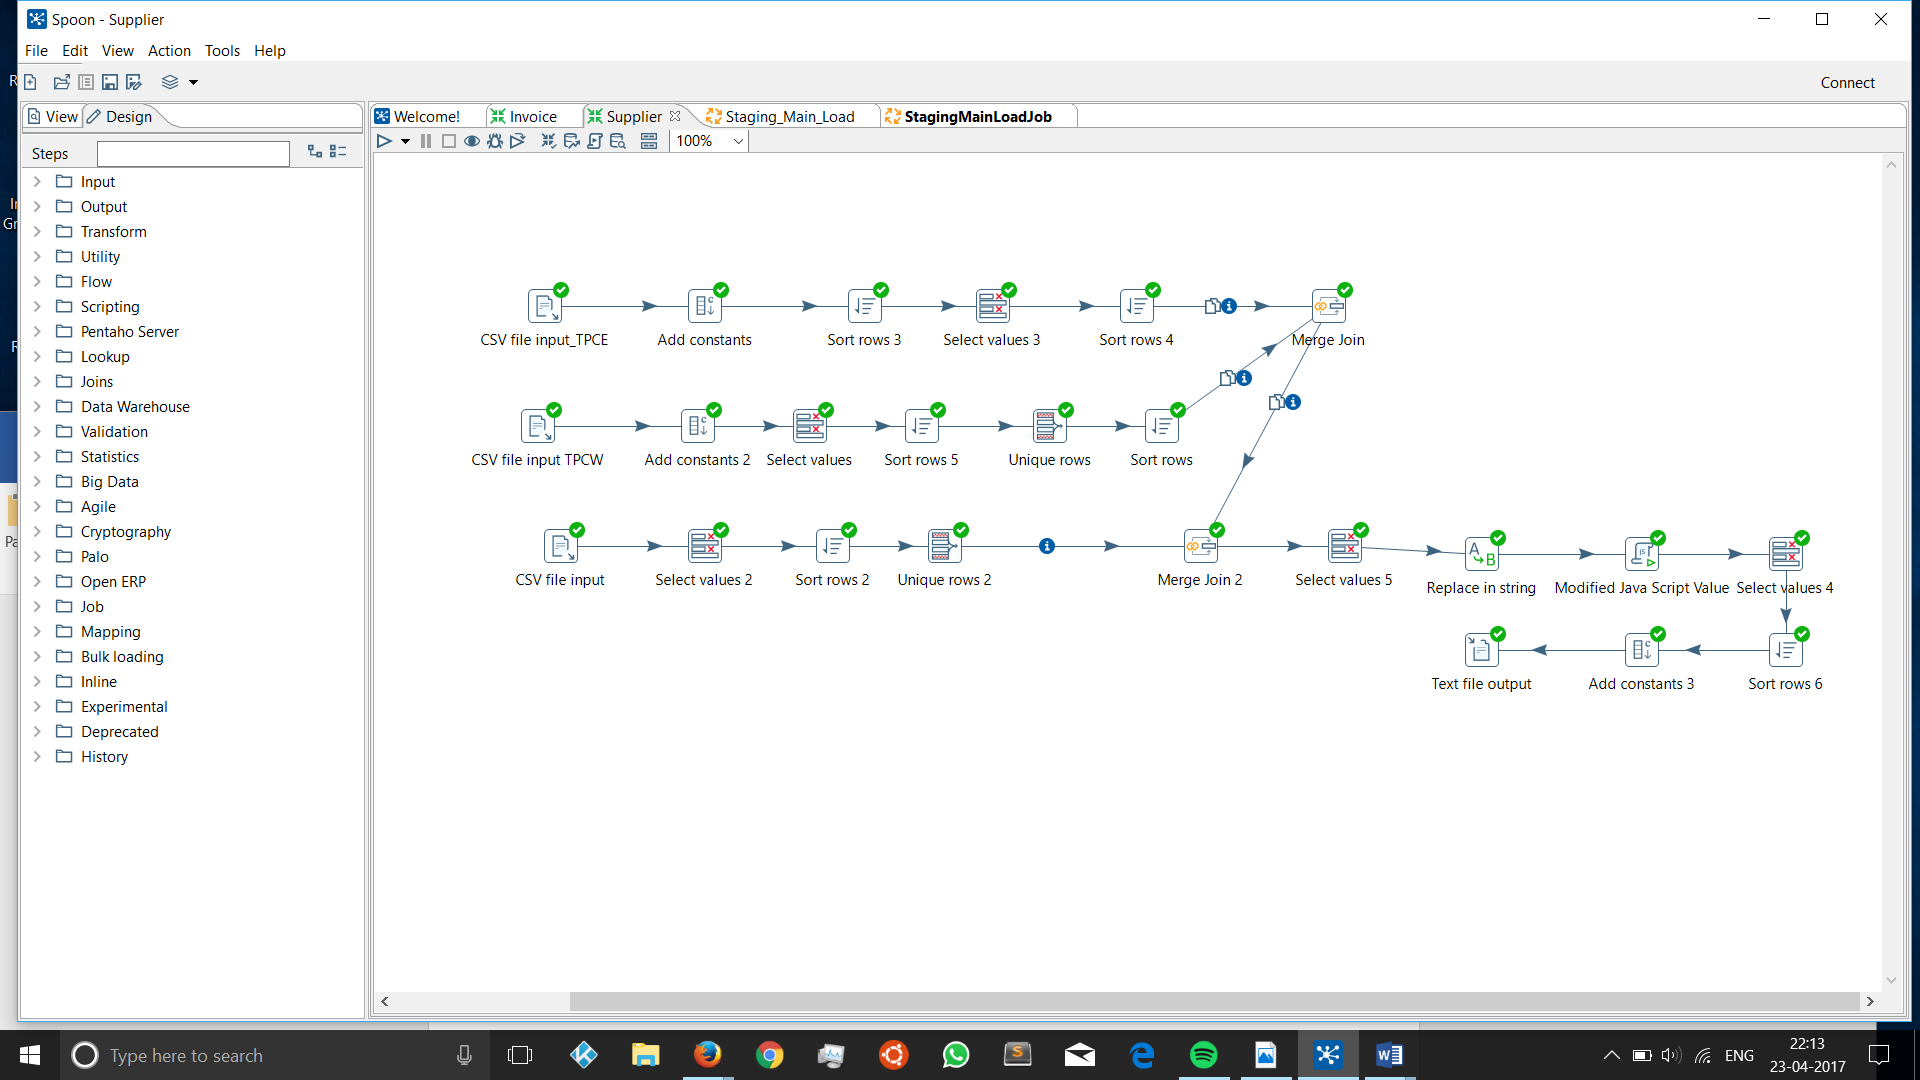 Spoon - Supplier
File Edit View Action Tools Help
Connect
View Design
Welcome! Invoice Supplier Staging_Main_Load StagingMainLoadJob
100%
Steps
Input
Output
Transform
Utility
Flow
Scripting
Pentaho Server
Lookup
Joins
Data Warehouse
Validation
Statistics
Big Data
Agile
Cryptography
Palo
Open ERP
Job
Mapping
Bulk loading
Inline
Experimental
Deprecated
History
CSV file input_TPCE Add constants Sort rows 3 Select values 3 Sort rows 4 Merge Join
CSV file input TPCW Add constants 2 Select values Sort rows 5 Unique rows Sort rows
CSV file input Select values 2 Sort rows 2 Unique rows 2 Merge Join 2 Select values 5
Replace in string Modified Java Script Value Select values 4
Text file output Add constants 3 Sort rows 6
Type here to search
ENG
22:13
23-04-2017